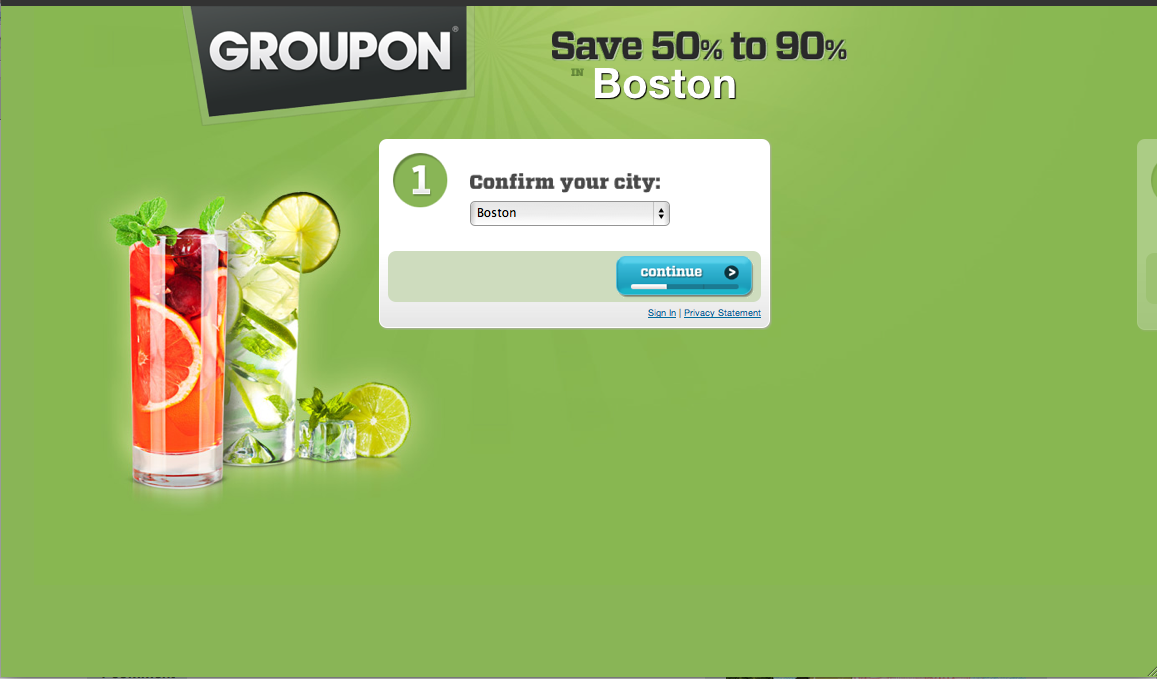 GROUPON®
Save 50% to 90%
IN Boston
1
Confirm your city:
Boston
continue
Sign In | Privacy Statement